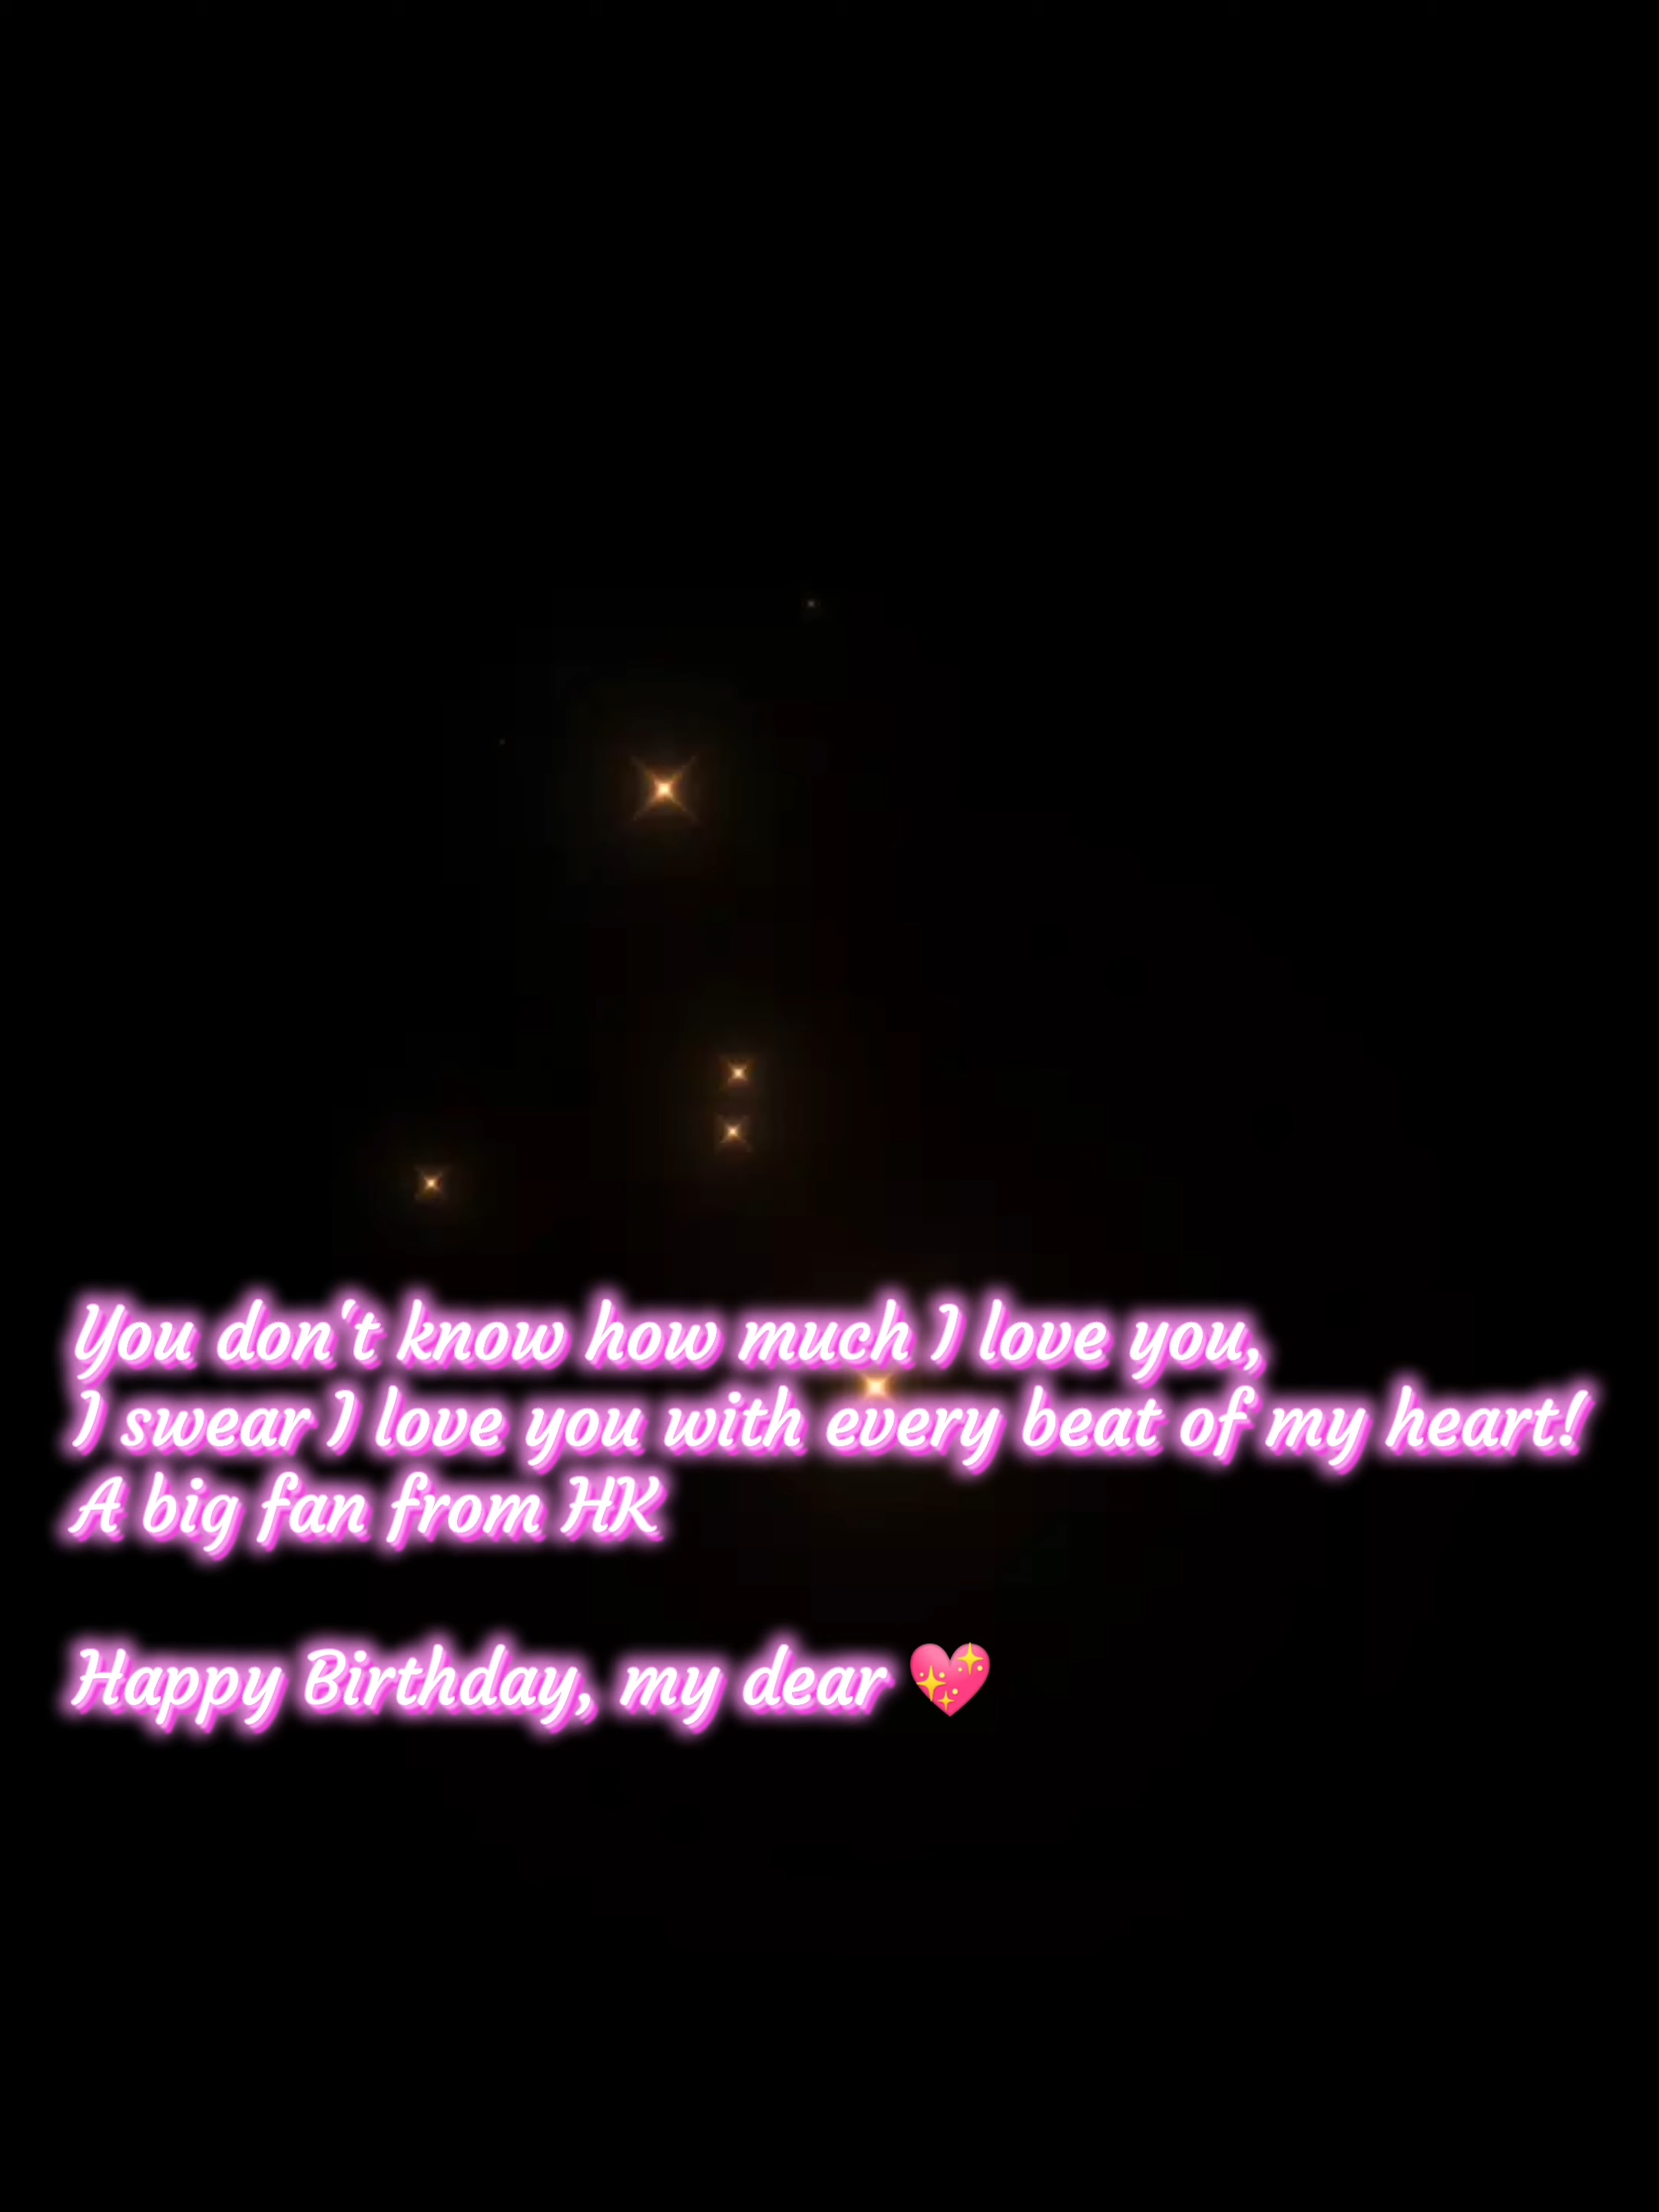 You don't know how much I love you,
I swear I love you with every beat of my heart!
A big fan from HK
Happy Birthday, my dear 💖